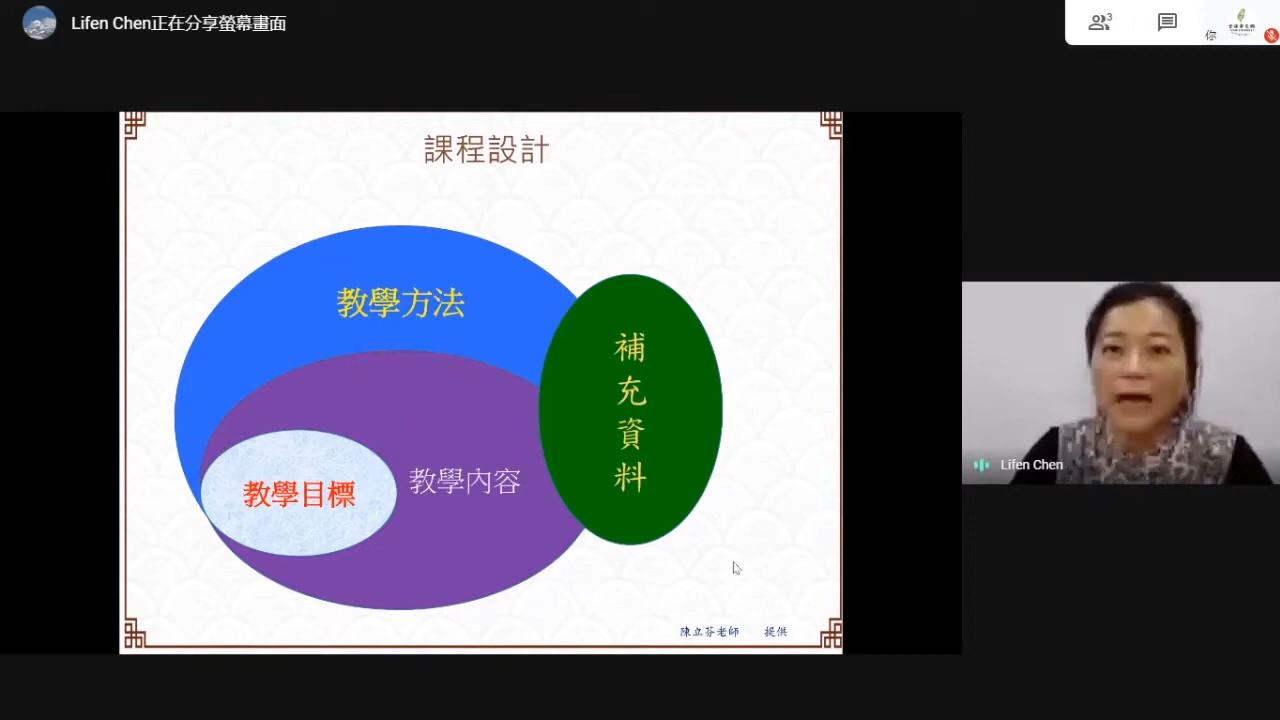 Lifen Chen正在分享螢幕畫面
3
你
課程設計
教學方法
補充資料
教學內容
教學目標
Lifen Chen
陳立芬老師 提供